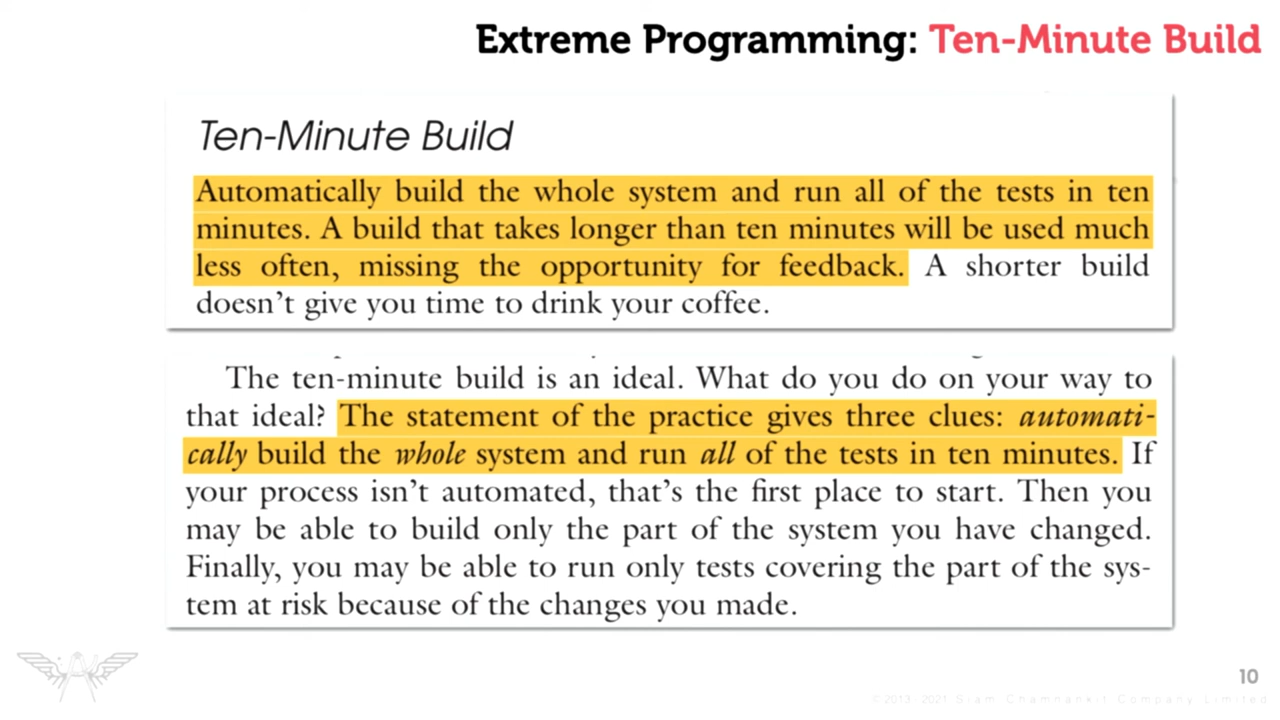 Extreme Programming: Ten-Minute Build
Ten-Minute Build
Automatically build the whole system and run all of the tests in ten
minutes. A build that takes longer than ten minutes will be used much
less often, missing the opportunity for feedback. A shorter build
doesn't give you time to drink your coffee.
The ten-minute build is an ideal. What do you do on your way to
that ideal? The statement of the practice gives three clues: automati-
cally build the whole system and run all of the tests in ten minutes. If
your process isn't automated, that's the first place to start. Then you
may be able to build only the part of the system you have changed.
Finally, you may be able to run only tests covering the part of the sys-
tem at risk because of the changes you made.
10
©2013-2021 Siam Chamnankit Company Limited